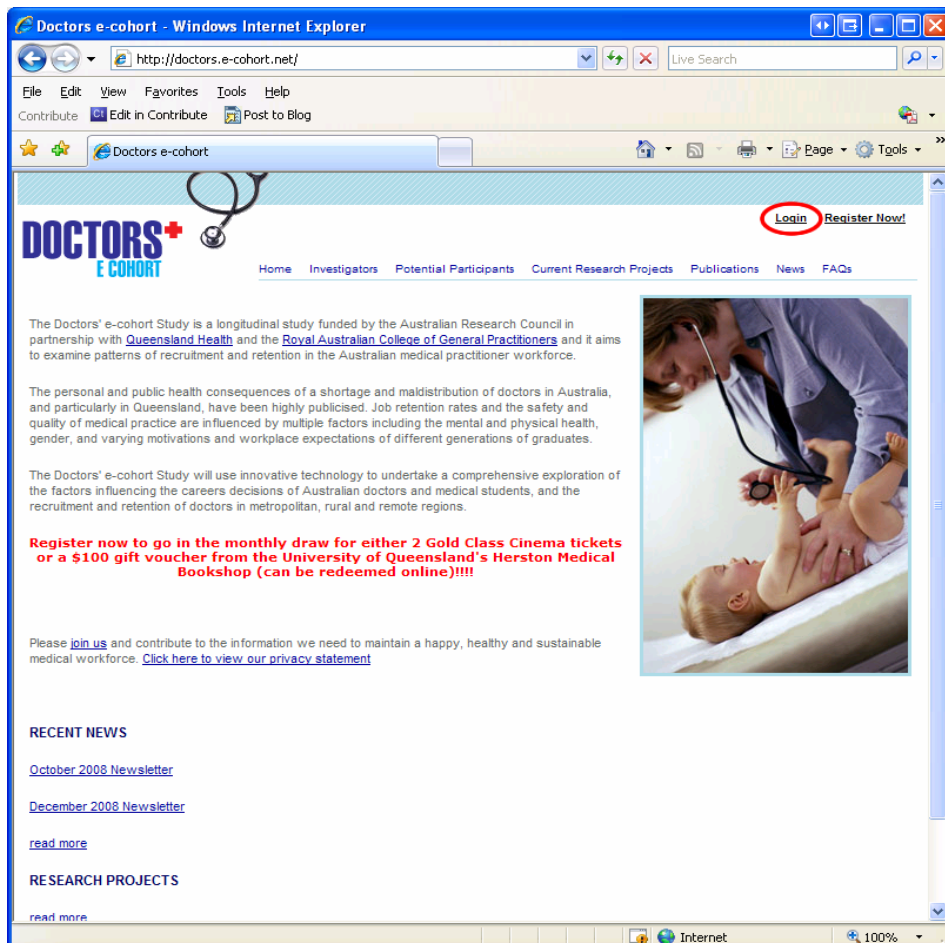 Doctors e-cohort - Windows Internet Explorer
http://doctors.e-cohort.net/
Live Search
File Edit View Favorites Tools Help
Contribute Ct Edit in Contribute Post to Blog
Doctors e-cohort
Page Tools »
Login Register Now!
DOCTORS
E COHORT
Home Investigators Potential Participants Current Research Projects Publications News FAQs
The Doctors' e-cohort Study is a longitudinal study funded by the Australian Research Council in
partnership with Queensland Health and the Royal Australian College of General Practitioners and it aims
to examine patterns of recruitment and retention in the Australian medical practitioner workforce.
The personal and public health consequences of a shortage and maldistribution of doctors in Australia,
and particularly in Queensland, have been highly publicised. Job retention rates and the safety and
quality of medical practice are influenced by multiple factors including the mental and physical health,
gender, and varying motivations and workplace expectations of different generations of graduates.
The Doctors' e-cohort Study will use innovative technology to undertake a comprehensive exploration of
the factors influencing the careers decisions of Australian doctors and medical students, and the
recruitment and retention of doctors in metropolitan, rural and remote regions.
Register now to go in the monthly draw for either 2 Gold Class Cinema tickets
or a $100 gift voucher from the University of Queensland's Herston Medical
Bookshop (can be redeemed online)!!!!
Please join us and contribute to the information we need to maintain a happy, healthy and sustainable
medical workforce. Click here to view our privacy statement
RECENT NEWS
October 2008 Newsletter
December 2008 Newsletter
read more
RESEARCH PROJECTS
read more
Internet 100%